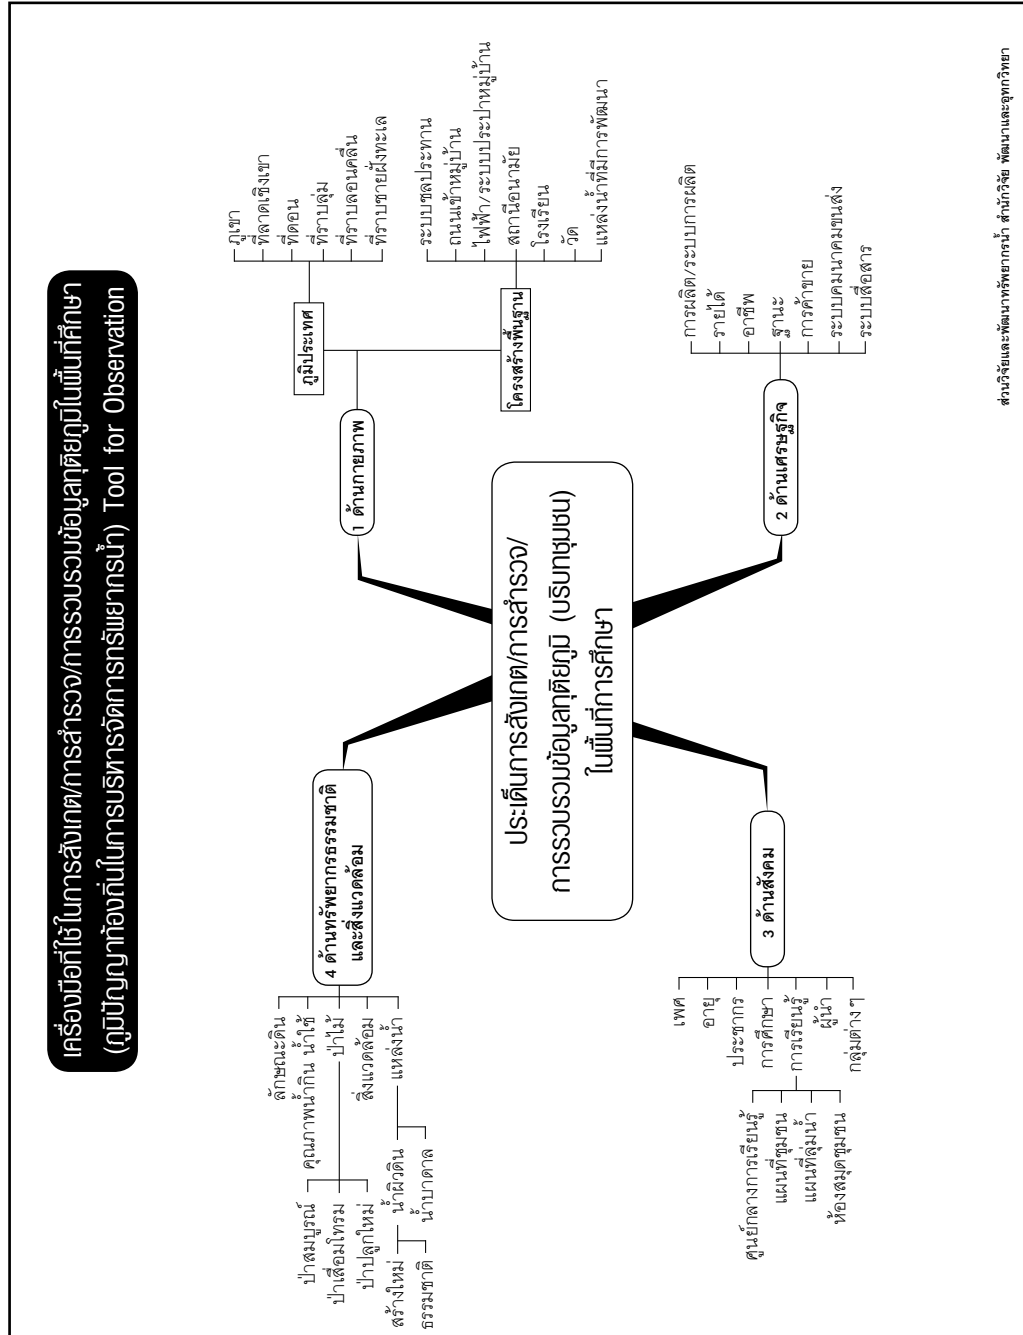 เครื่องมือที่ใช้ในการสังเกต/การสำรวจ/การรวบรวมข้อมูลทุติยภูมิในพื้นที่ศึกษา
(ภูมิปัญญาท้องถิ่นในการบริหารจัดการทรัพยากรน้ำ) Tool for Observation
ประเด็นการสังเกต/การสำรวจ/
การรวบรวมข้อมูลทุติยภูมิ (บริบทชุมชน)
ในพื้นที่การศึกษา
1 ด้านกายภาพ
ภูมิประเทศ
ภูเขา
ที่ลาดเชิงเขา
ที่ดอน
ที่ราบลุ่ม
ที่ราบลอนคลื่น
ที่ราบชายฝั่งทะเล
โครงสร้างพื้นฐาน
ระบบชลประทาน
ถนนเข้าหมู่บ้าน
ไฟฟ้า/ระบบประปาหมู่บ้าน
สถานีอนามัย
โรงเรียน
วัด
แหล่งน้ำที่มีการพัฒนา
2 ด้านเศรษฐกิจ
การผลิต/ระบบการผลิต
รายได้
อาชีพ
ฐานะ
การค้าขาย
ระบบคมนาคมขนส่ง
ระบบสื่อสาร
3 ด้านสังคม
เพศ
อายุ
ประชากร
การศึกษา
การเรียนรู้
ผู้นำ
กลุ่มต่างๆ
ศูนย์กลางการเรียนรู้
แผนที่ชุมชน
แผนที่ลุ่มน้ำ
ห้องสมุดชุมชน
4 ด้านทรัพยากรธรรมชาติ
และสิ่งแวดล้อม
ลักษณะดิน
คุณภาพน้ำกิน น้ำใช้
ป่าไม้
สิ่งแวดล้อม
แหล่งน้ำ
ป่าสมบูรณ์
ป่าเสื่อมโทรม
ป่าปลูกใหม่
น้ำผิวดิน
น้ำบาดาล
สร้างใหม่
ธรรมชาติ
ส่วนวิจัยและพัฒนาทรัพยากรน้ำ สำนักวิจัย พัฒนาและอุทกวิทยา